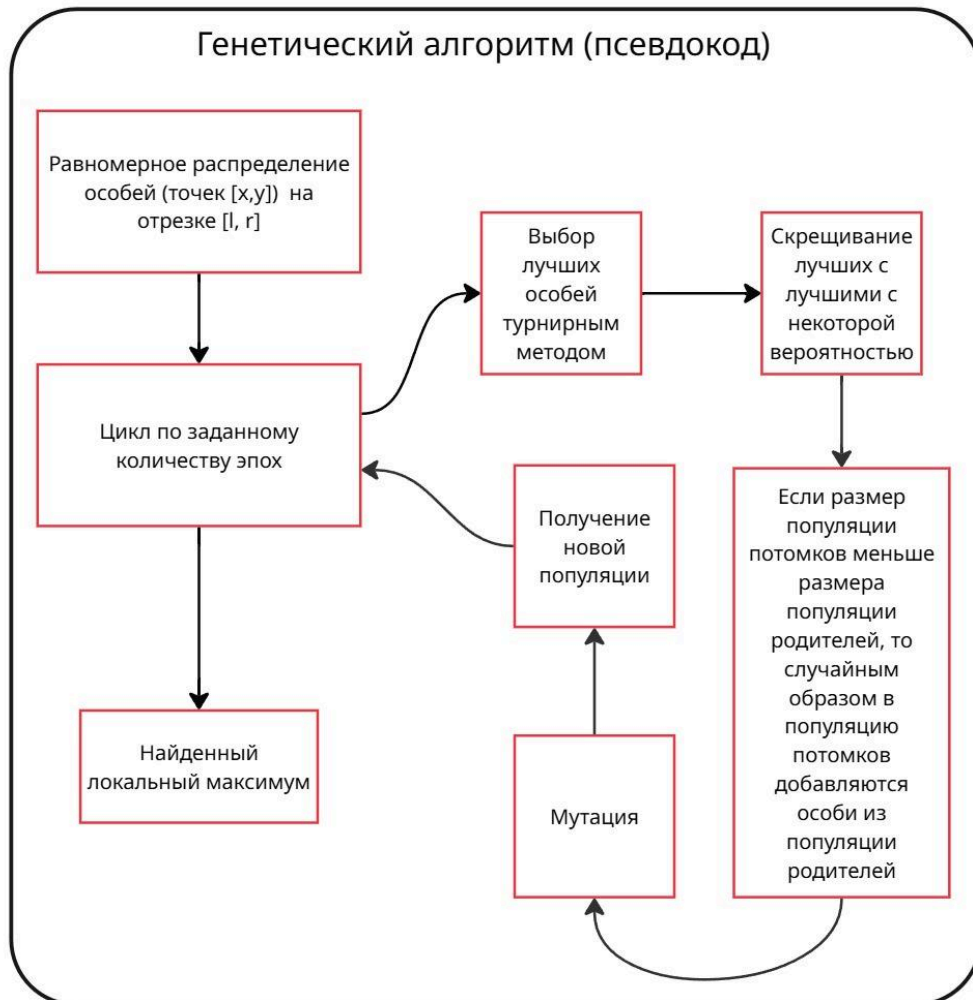 Генетический алгоритм (псевдокод)
Равномерное распределение
особей (точек [x,y]) на
отрезке [l, r]
Цикл по заданному
количеству эпох
Выбор
лучших
особей
турнирным
методом
Скрещивание
лучших с
лучшими с
некоторой
вероятностью
Если размер
популяции
потомков меньше
размера
популяции
родителей, то
случайным
образом в
популяцию
потомков
добавляются
особи из
популяции
родителей
Мутация
Получение
новой
популяции
Найденный
локальный максимум